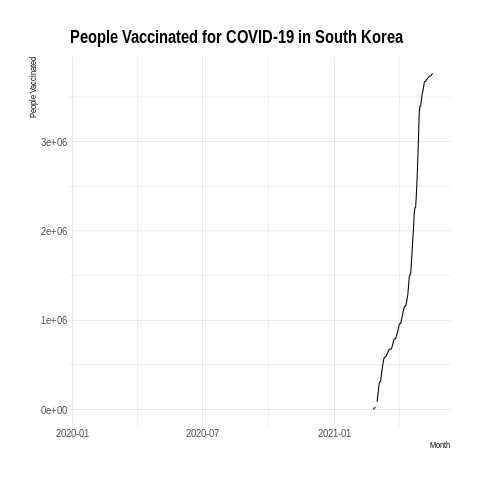 People Vaccinated for COVID-19 in South Korea
People Vaccinated
3e+06
2e+06
1e+06
0e+00
2020-01 2020-07 2021-01
Month